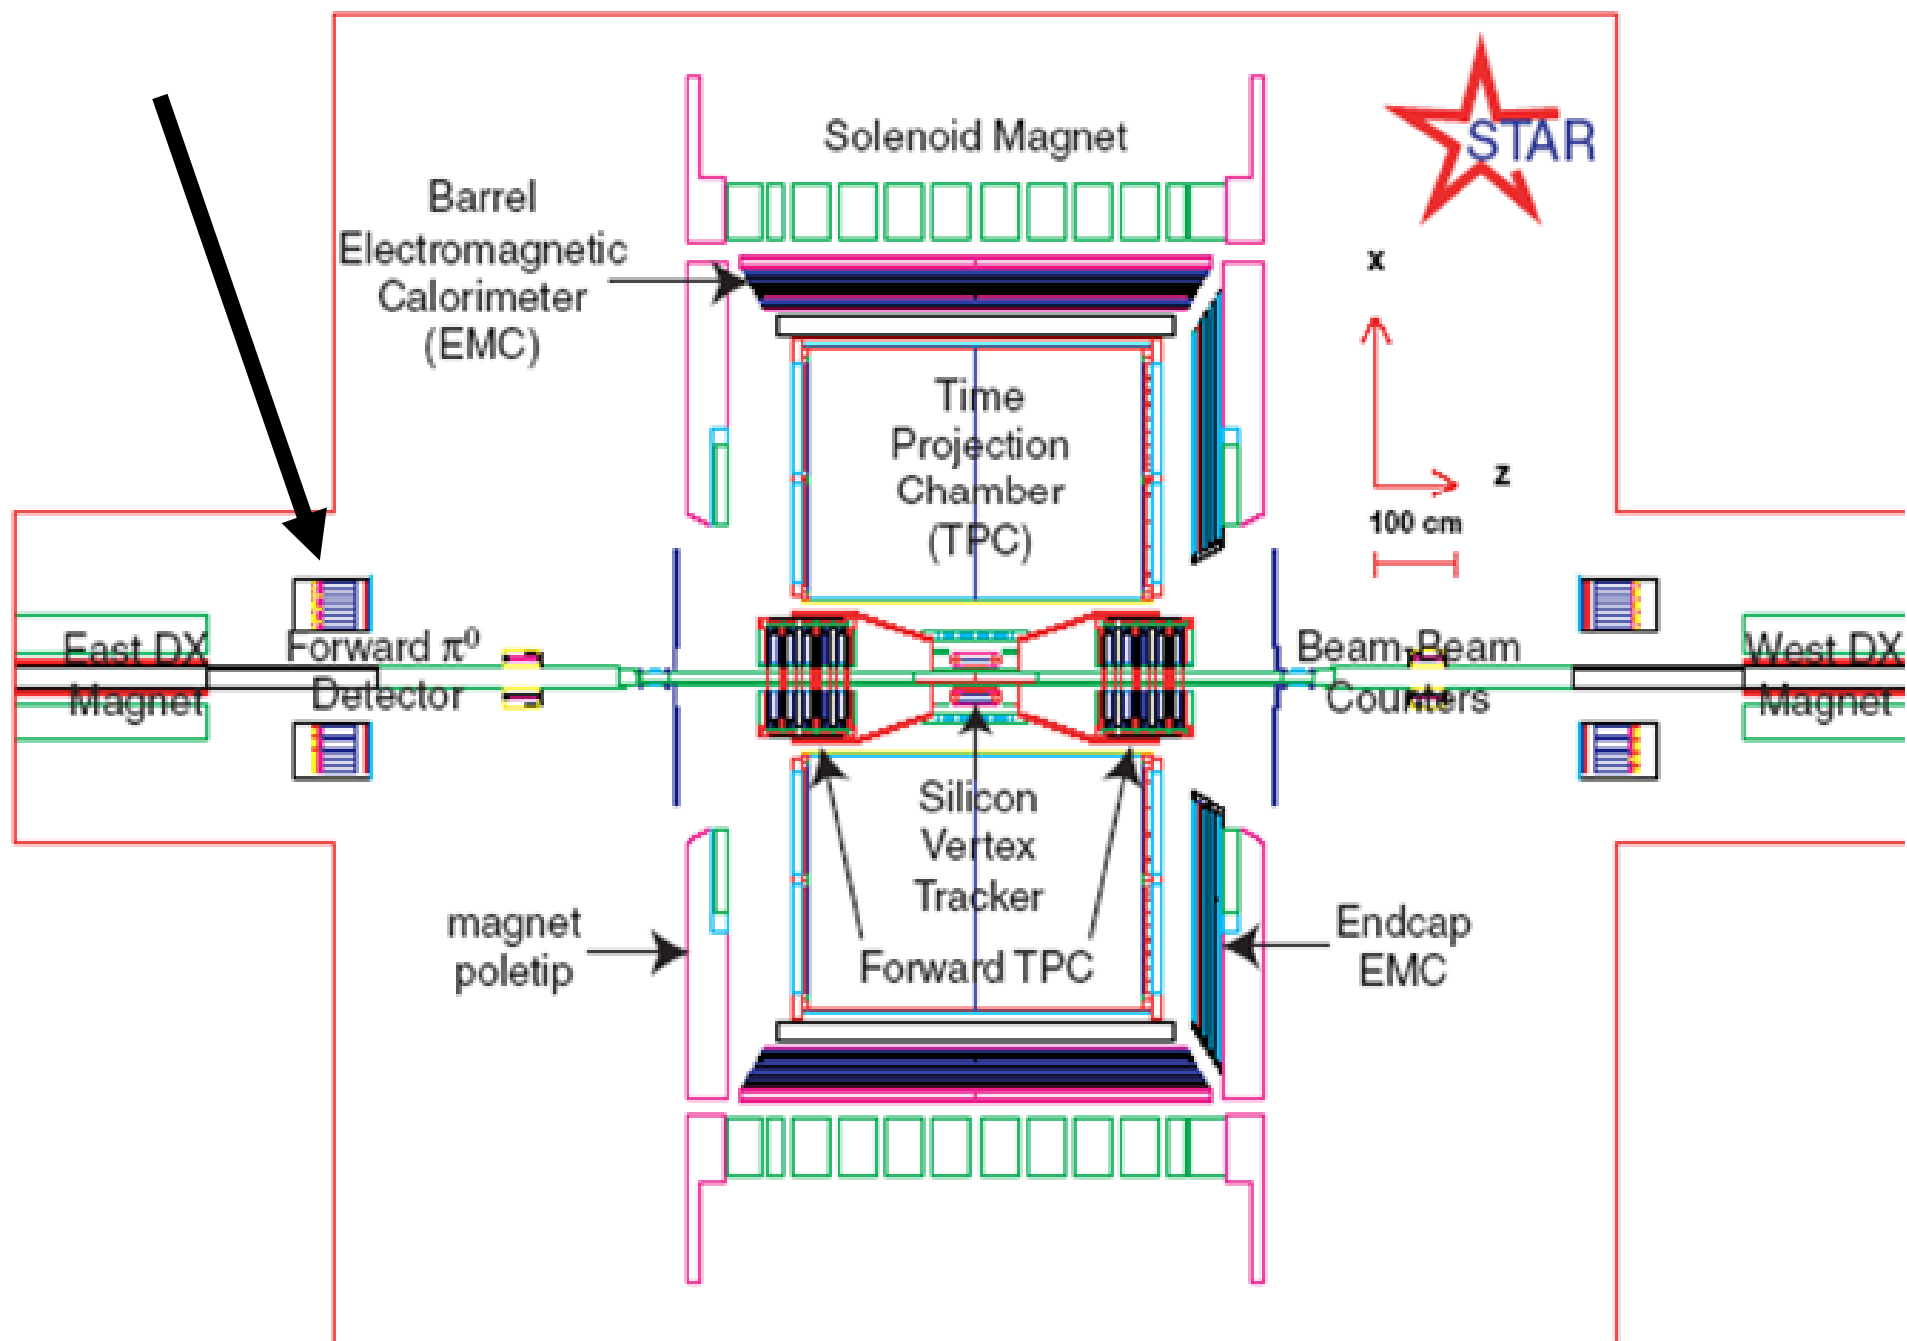 STAR
Solenoid Magnet
Barrel
Electromagnetic
Calorimeter
(EMC)
x
z
100 cm
Time
Projection
Chamber
(TPC)
East DX
Magnet
Forward π⁰
Detector
Beam-Beam
Counters
West DX
Magnet
Silicon
Vertex
Tracker
magnet
poletip
Forward TPC
Endcap
EMC